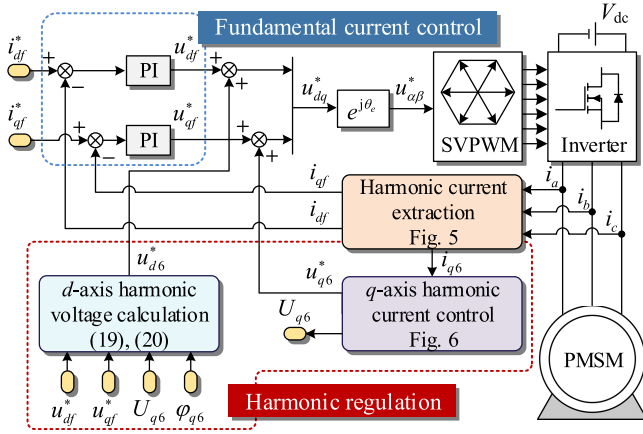 Fundamental current control
V_dc
i*_df
+
−
PI
u*_df
+
+
u*_dq
e^{jθ_e}
u*_αβ
SVPWM
Inverter
i*_qf
+
−
PI
u*_qf
+
+
i_qf
i_df
Harmonic current
extraction
Fig. 5
i_a
i_b
i_c
i_q6
u*_d6
u*_q6
d-axis harmonic
voltage calculation
(19), (20)
U_q6
q-axis harmonic
current control
Fig. 6
PMSM
u*_df
u*_qf
U_q6
φ_q6
Harmonic regulation